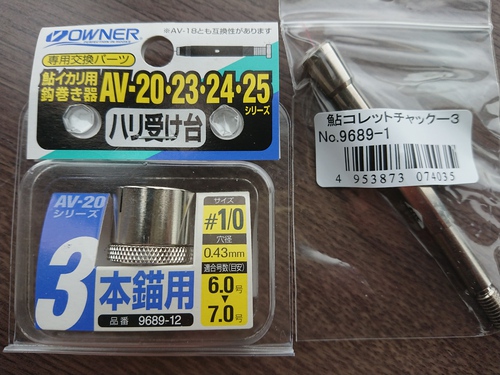 OWNER
※AV-18とも互換性があります
専用交換パーツ
鮎イカリ用
鈎巻き器
AV-20・23・24・25
シリーズ
ハリ受け台
AV-20
シリーズ
3
本錨用
品番 9689-12
サイズ
#1/0
穴径
0.43mm
適合号数(目安)
6.0号
7.0号
鮎コレットチャック-3
No.9689-1
4 953873 074035